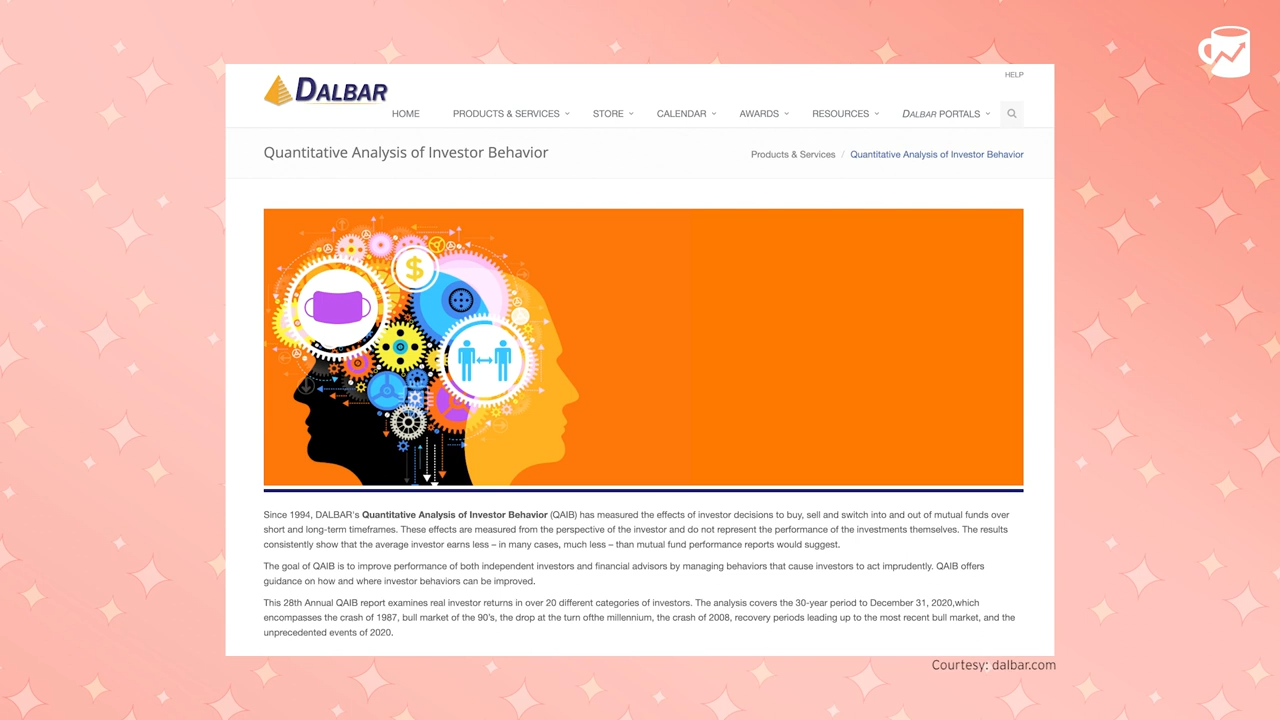 DALBAR
HELP
HOME
PRODUCTS & SERVICES
STORE
CALENDAR
AWARDS
RESOURCES
DALBAR PORTALS
Quantitative Analysis of Investor Behavior
Products & Services / Quantitative Analysis of Investor Behavior
$
Since 1994, DALBAR's Quantitative Analysis of Investor Behavior (QAIB) has measured the effects of investor decisions to buy, sell and switch into and out of mutual funds over
short and long-term timeframes. These effects are measured from the perspective of the investor and do not represent the performance of the investments themselves. The results
consistently show that the average investor earns less – in many cases, much less – than mutual fund performance reports would suggest.
The goal of QAIB is to improve performance of both independent investors and financial advisors by managing behaviors that cause investors to act imprudently. QAIB offers
guidance on how and where investor behaviors can be improved.
This 28th Annual QAIB report examines real investor returns in over 20 different categories of investors. The analysis covers the 30-year period to December 31, 2020,which
encompasses the crash of 1987, bull market of the 90's, the drop at the turn ofthe millennium, the crash of 2008, recovery periods leading up to the most recent bull market, and the
unprecedented events of 2020.
Courtesy: dalbar.com